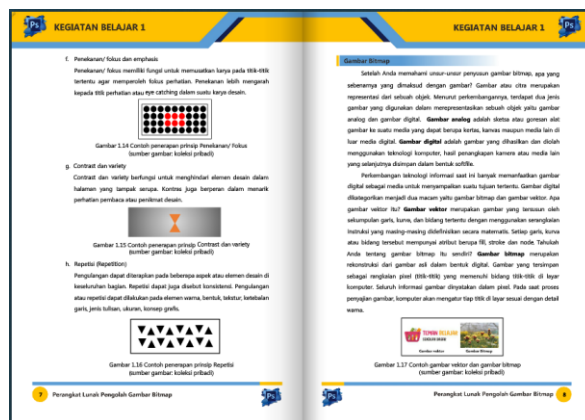 Ps
KEGIATAN BELAJAR 1
f. Penekanan/ fokus dan emphasis
Penekanan/ fokus memiliki fungsi untuk memusatkan karya pada titik-titik
tertentu agar memperoleh fokus perhatian. Penekanan lebih mengarah
kepada titik perhatian atau eye catching dalam suatu karya desain.
Gambar 1.14 Contoh penerapan prinsip Penekanan/ Fokus
(sumber gambar: koleksi pribadi)
g. Contrast dan variety
Contrast dan variety berfungsi untuk menghindari elemen desain dalam
halaman yang tampak serupa. Kontras juga berperan dalam menarik
perhatian pembaca atau penikmat desain.
Gambar 1.15 Contoh penerapan prinsip Contrast dan variety
(sumber gambar: koleksi pribadi)
h. Repetisi (Repetition)
Pengulangan dapat diterapkan pada beberapa aspek atau elemen desain di
keseluruhan bagian. Repetisi dapat juga disebut konsistensi. Pengulangan
atau repetisi dapat dilakukan pada elemen warna, bentuk, tekstur, ketebalan
garis, jenis tulisan, ukuran, konsep grafis.
Gambar 1.16 Contoh penerapan prinsip Repetisi
(sumber gambar: koleksi pribadi)
7 Perangkat Lunak Pengolah Gambar Bitmap
Ps
KEGIATAN BELAJAR 1
Ps
Gambar Bitmap
Setelah Anda memahami unsur-unsur penyusun gambar bitmap, apa yang
sebenarnya yang dimaksud dengan gambar? Gambar atau citra merupakan
representasi dari sebuah objek. Menurut perkembangannya, terdapat dua jenis
gambar yang digunakan dalam merepresentasikan sebuah objek yaitu gambar
analog dan gambar digital. Gambar analog adalah sketsa atau goresan alat
gambar ke suatu media yang dapat berupa kertas, kanvas maupun media lain di
luar media digital. Gambar digital adalah gambar yang dihasilkan dan diolah
menggunakan teknologi komputer, hasil penangkapan kamera atau media lain
yang selanjutnya disimpan dalam bentuk softfile.
Perkembangan teknologi informasi saat ini banyak memanfaatkan gambar
digital sebagai media untuk menyampaikan suatu tujuan tertentu. Gambar digital
dikategorikan menjadi dua macam yaitu gambar bitmap dan gambar vektor. Apa
gambar vektor itu? Gambar vektor merupakan gambar yang tersusun oleh
sekumpulan garis, kurva, dan bidang tertentu dengan menggunakan serangkaian
instruksi yang masing-masing didefinisikan secara matematis. Setiap garis, kurva
atau bidang tersebut mempunyai atribut berupa fill, stroke dan node. Tahukah
Anda tentang gambar bitmap itu sendiri? Gambar bitmap merupakan
rekonstruksi dari gambar asli dalam bentuk digital. Gambar yang tersimpan
sebagai rangkaian pixel (titik-titik) yang memenuhi bidang titik-titik di layar
komputer. Seluruh informasi gambar dinyatakan dalam pixel. Pada saat proses
penyajian gambar, komputer akan mengatur tiap titik di layar sesuai dengan detail
warna.
TEMAN BELAJAR
Gambar vektor
Gambar Bitmap
Gambar 1.17 Contoh gambar vektor dan gambar bitmap
(sumber gambar: koleksi pribadi)
Ps
Perangkat Lunak Pengolah Gambar Bitmap 8